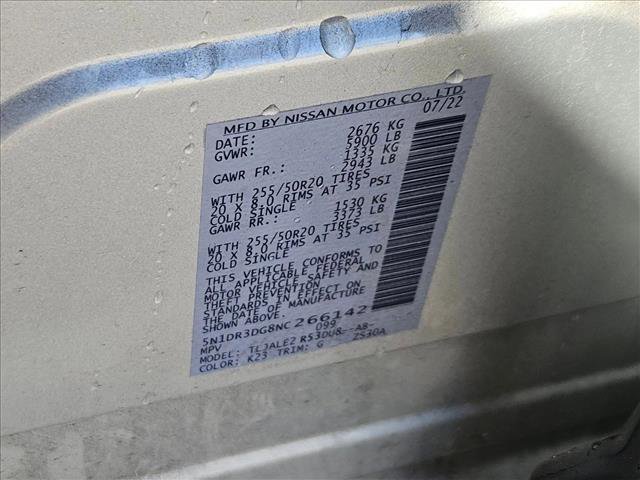 MFD BY NISSAN MOTOR CO., LTD.
DATE: 07/22
GVWR: 2676 KG
5900 LB
GAWR FR.: 1335 KG
2943 LB
WITH 255/50R20 TIRES
20 X 8.0 RIMS AT 35 PSI
COLD SINGLE
GAWR RR.: 1530 KG
3373 LB
WITH 255/50R20 TIRES
20 X 8.0 RIMS AT 35 PSI
COLD SINGLE
THIS VEHICLE CONFORMS TO
ALL APPLICABLE FEDERAL
MOTOR VEHICLE SAFETY AND
THEFT PREVENTION
STANDARDS IN EFFECT ON
THE DATE OF MANUFACTURE
SHOWN ABOVE.
5N1DR3DG8NC266142
MPV 099
MODEL: TLJALE2 R53DU8--AB-
COLOR: K23 TRIM: G 2S30A